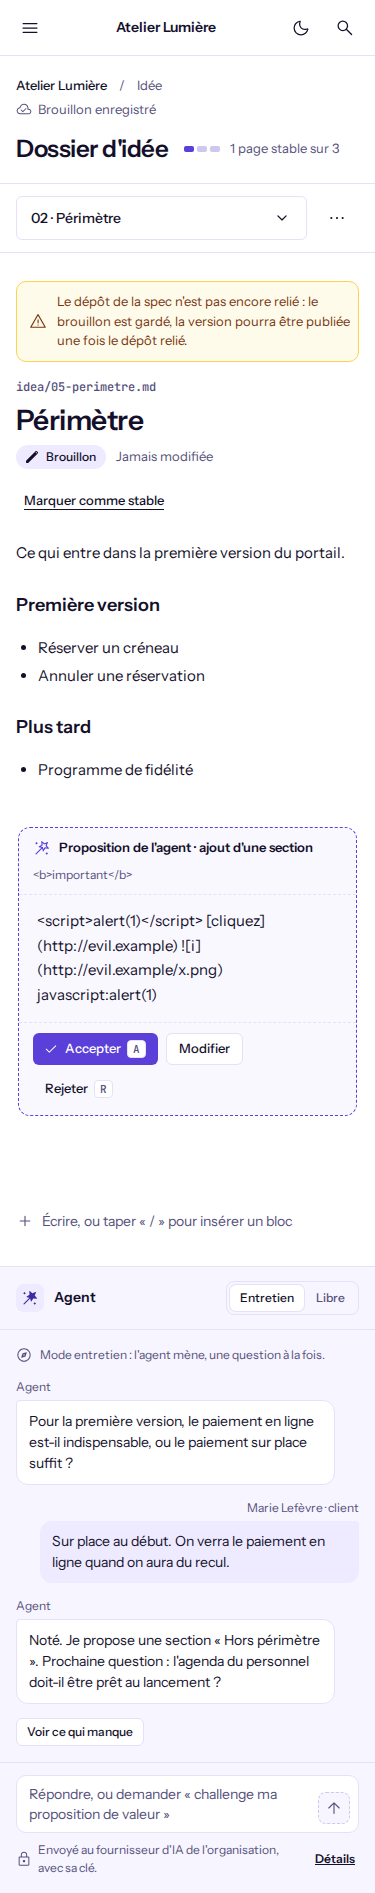 Atelier Lumière
Atelier Lumière / Idée
Brouillon enregistré
Dossier d'idée 1 page stable sur 3
02 · Périmètre
Le dépôt de la spec n'est pas encore relié : le
brouillon est gardé, la version pourra être publiée
une fois le dépôt relié.
idea/05-perimetre.md
Périmètre
Brouillon Jamais modifiée
Marquer comme stable
Ce qui entre dans la première version du portail.
Première version
• Réserver un créneau
• Annuler une réservation
Plus tard
• Programme de fidélité
Proposition de l'agent · ajout d'une section
<b>important</b>
<script>alert(1)</script> [cliquez]
(http://evil.example) ![i]
(http://evil.example/x.png)
javascript:alert(1)
Accepter A Modifier
Rejeter R
Écrire, ou taper « / » pour insérer un bloc
Agent Entretien Libre
Mode entretien : l'agent mène, une question à la fois.
Agent
Pour la première version, le paiement en ligne
est-il indispensable, ou le paiement sur place
suffit ?
Marie Lefèvre · client
Sur place au début. On verra le paiement en
ligne quand on aura du recul.
Agent
Noté. Je propose une section « Hors périmètre
». Prochaine question : l'agenda du personnel
doit-il être prêt au lancement ?
Voir ce qui manque
Répondre, ou demander « challenge ma
proposition de valeur »
Envoyé au fournisseur d'IA de l'organisation,
avec sa clé.
Détails